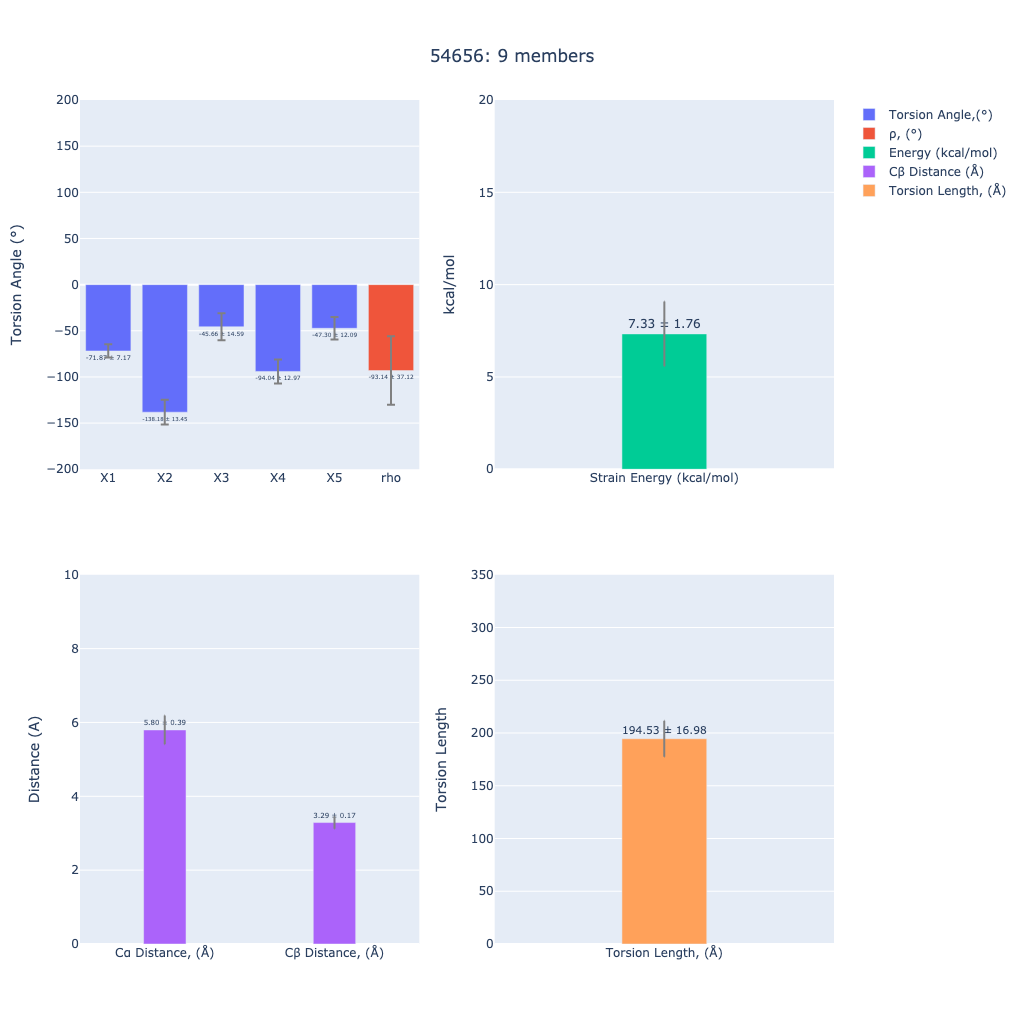 54656: 9 members
Torsion Angle (°)
200
150
100
50
0
−50
−100
−150
−200
-71.87 ± 7.17
-138.18 ± 13.45
-45.66 ± 14.59
-94.04 ± 12.97
-47.30 ± 12.09
-93.14 ± 37.12
X1 X2 X3 X4 X5 rho
kcal/mol
20
15
10
5
0
7.33 ± 1.76
Strain Energy (kcal/mol)
Torsion Angle,(°)
ρ, (°)
Energy (kcal/mol)
Cβ Distance (Å)
Torsion Length, (Å)
Distance (A)
10
8
6
4
2
0
5.80 ± 0.39
3.29 ± 0.17
Cα Distance, (Å) Cβ Distance, (Å)
Torsion Length
350
300
250
200
150
100
50
0
194.53 ± 16.98
Torsion Length, (Å)